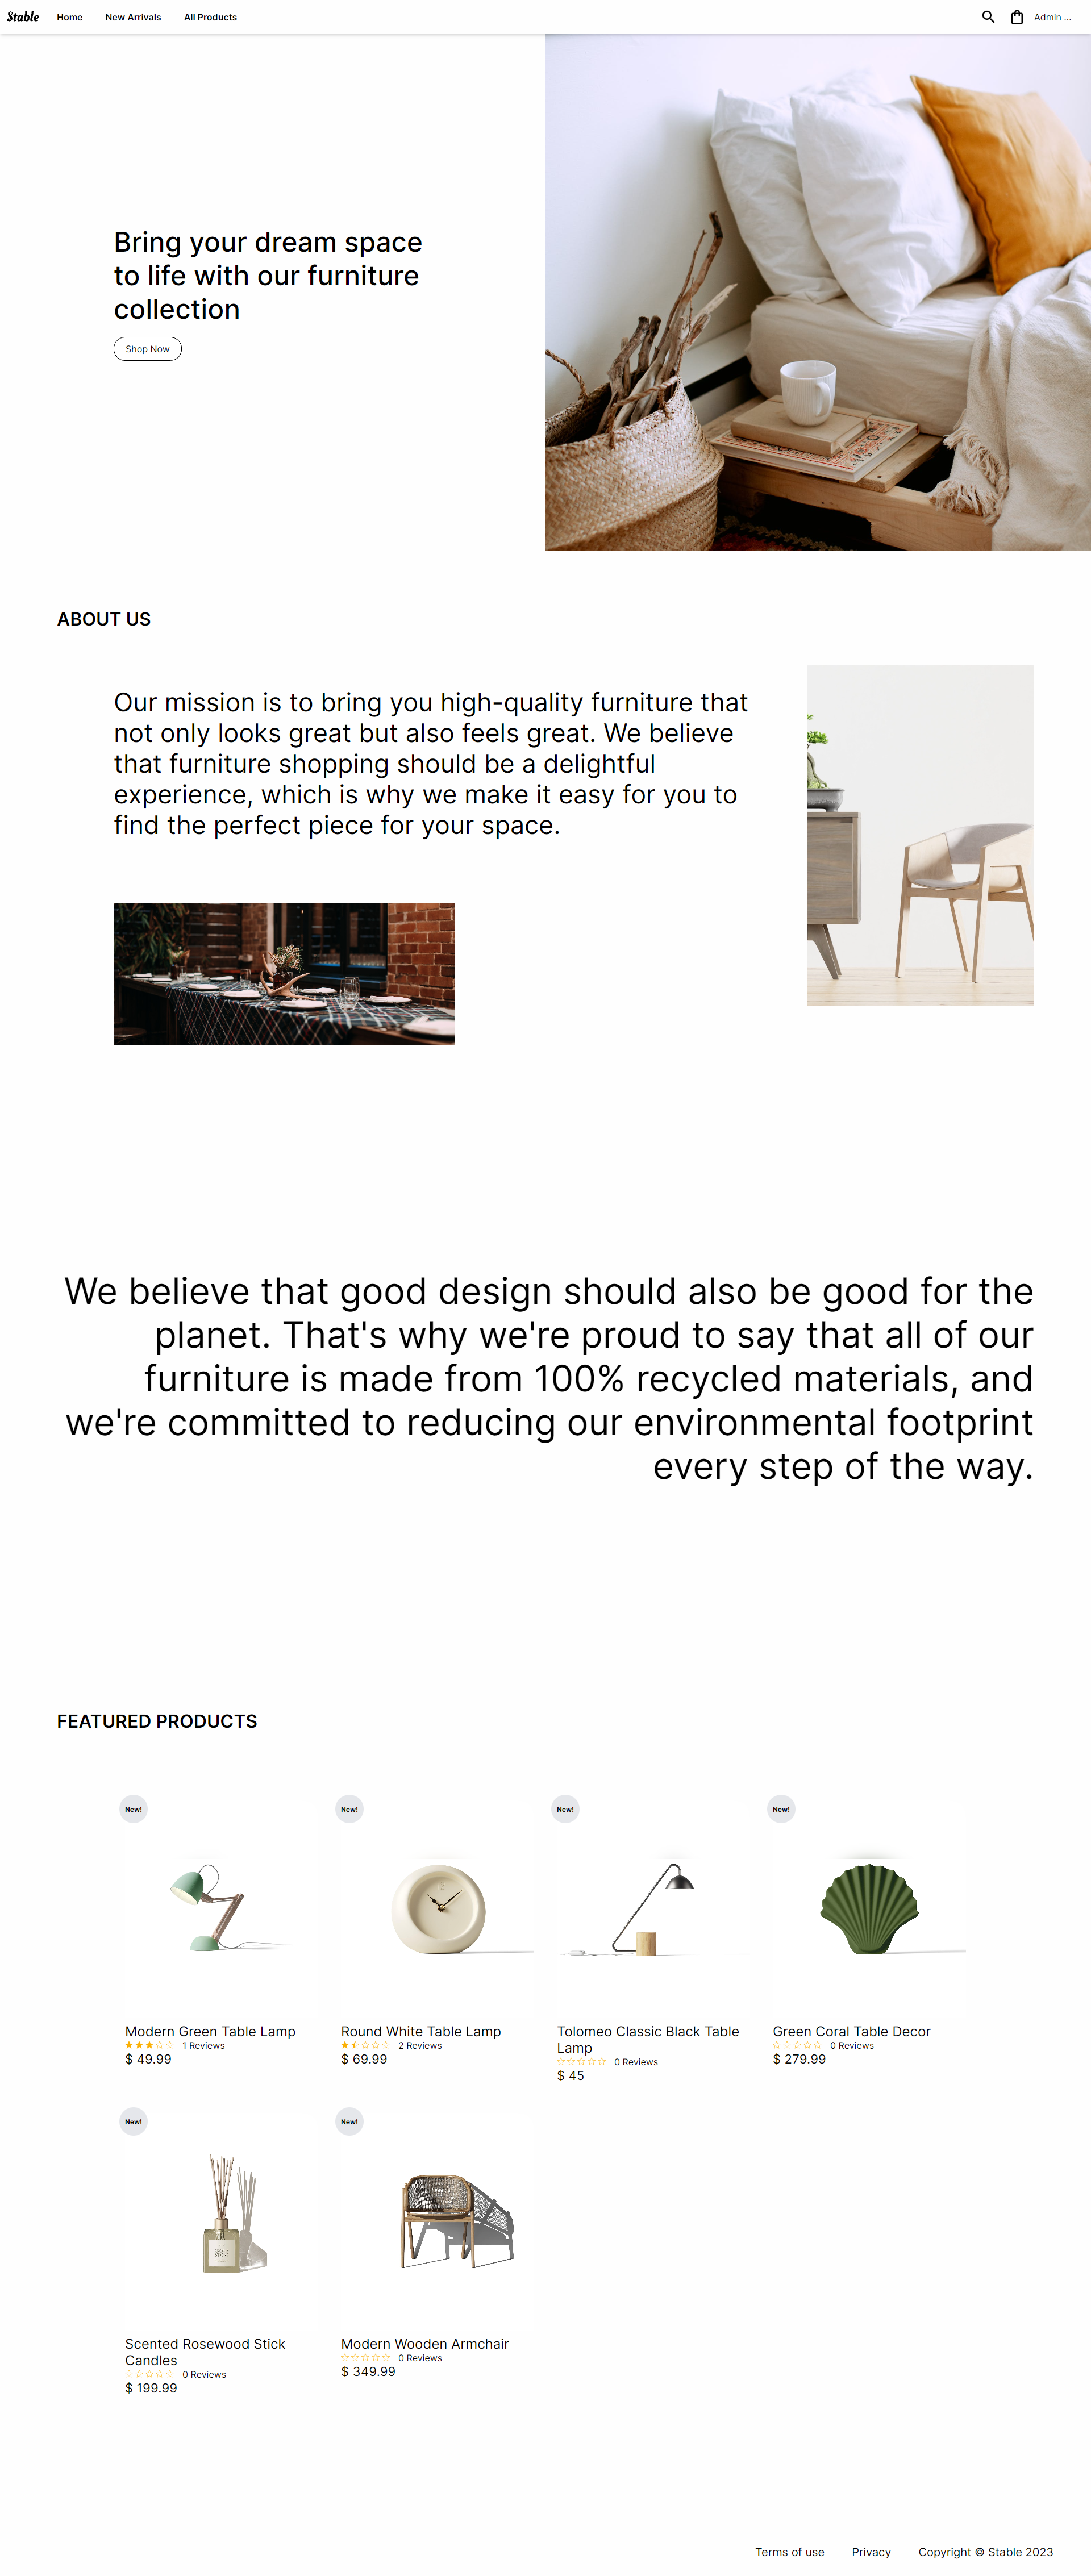 Stable Home New Arrivals All Products Admin ...
Bring your dream space
to life with our furniture
collection
Shop Now
ABOUT US
Our mission is to bring you high-quality furniture that
not only looks great but also feels great. We believe
that furniture shopping should be a delightful
experience, which is why we make it easy for you to
find the perfect piece for your space.
We believe that good design should also be good for the
planet. That's why we're proud to say that all of our
furniture is made from 100% recycled materials, and
we're committed to reducing our environmental footprint
every step of the way.
FEATURED PRODUCTS
New!
Modern Green Table Lamp
1 Reviews
$ 49.99
New!
Round White Table Lamp
2 Reviews
$ 69.99
New!
Tolomeo Classic Black Table
Lamp
0 Reviews
$ 45
New!
Green Coral Table Decor
0 Reviews
$ 279.99
New!
Scented Rosewood Stick
Candles
0 Reviews
$ 199.99
New!
Modern Wooden Armchair
0 Reviews
$ 349.99
Terms of use Privacy Copyright © Stable 2023